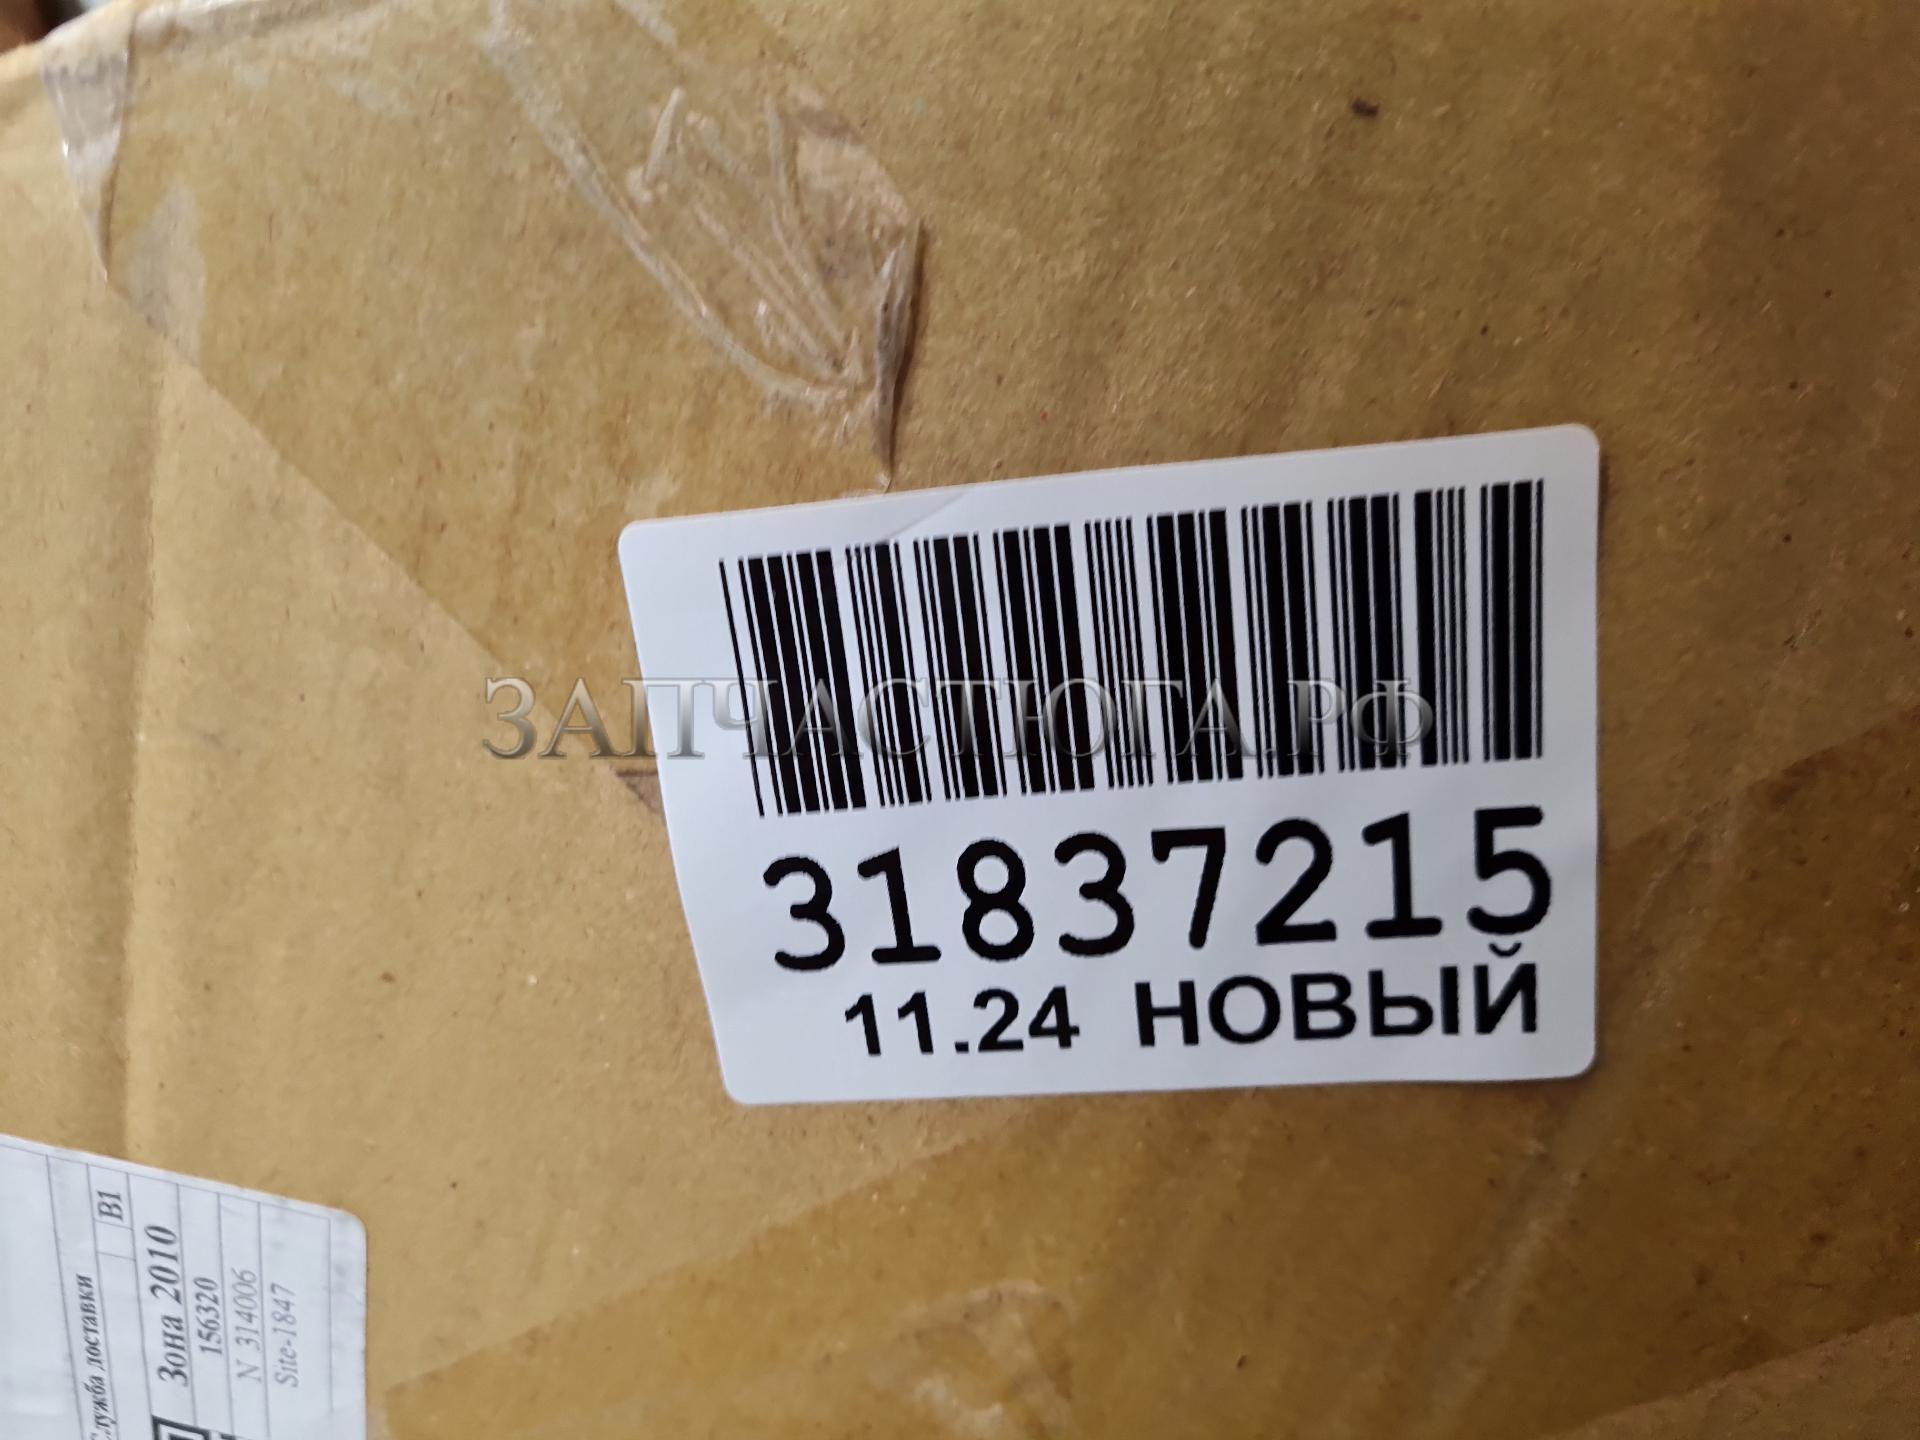 ЗАПЧАСТЮГА.РФ
31837215
11.24 НОВЫЙ
Служба доставки
B1
Зона 2010
156320
N 314006
Site-1847